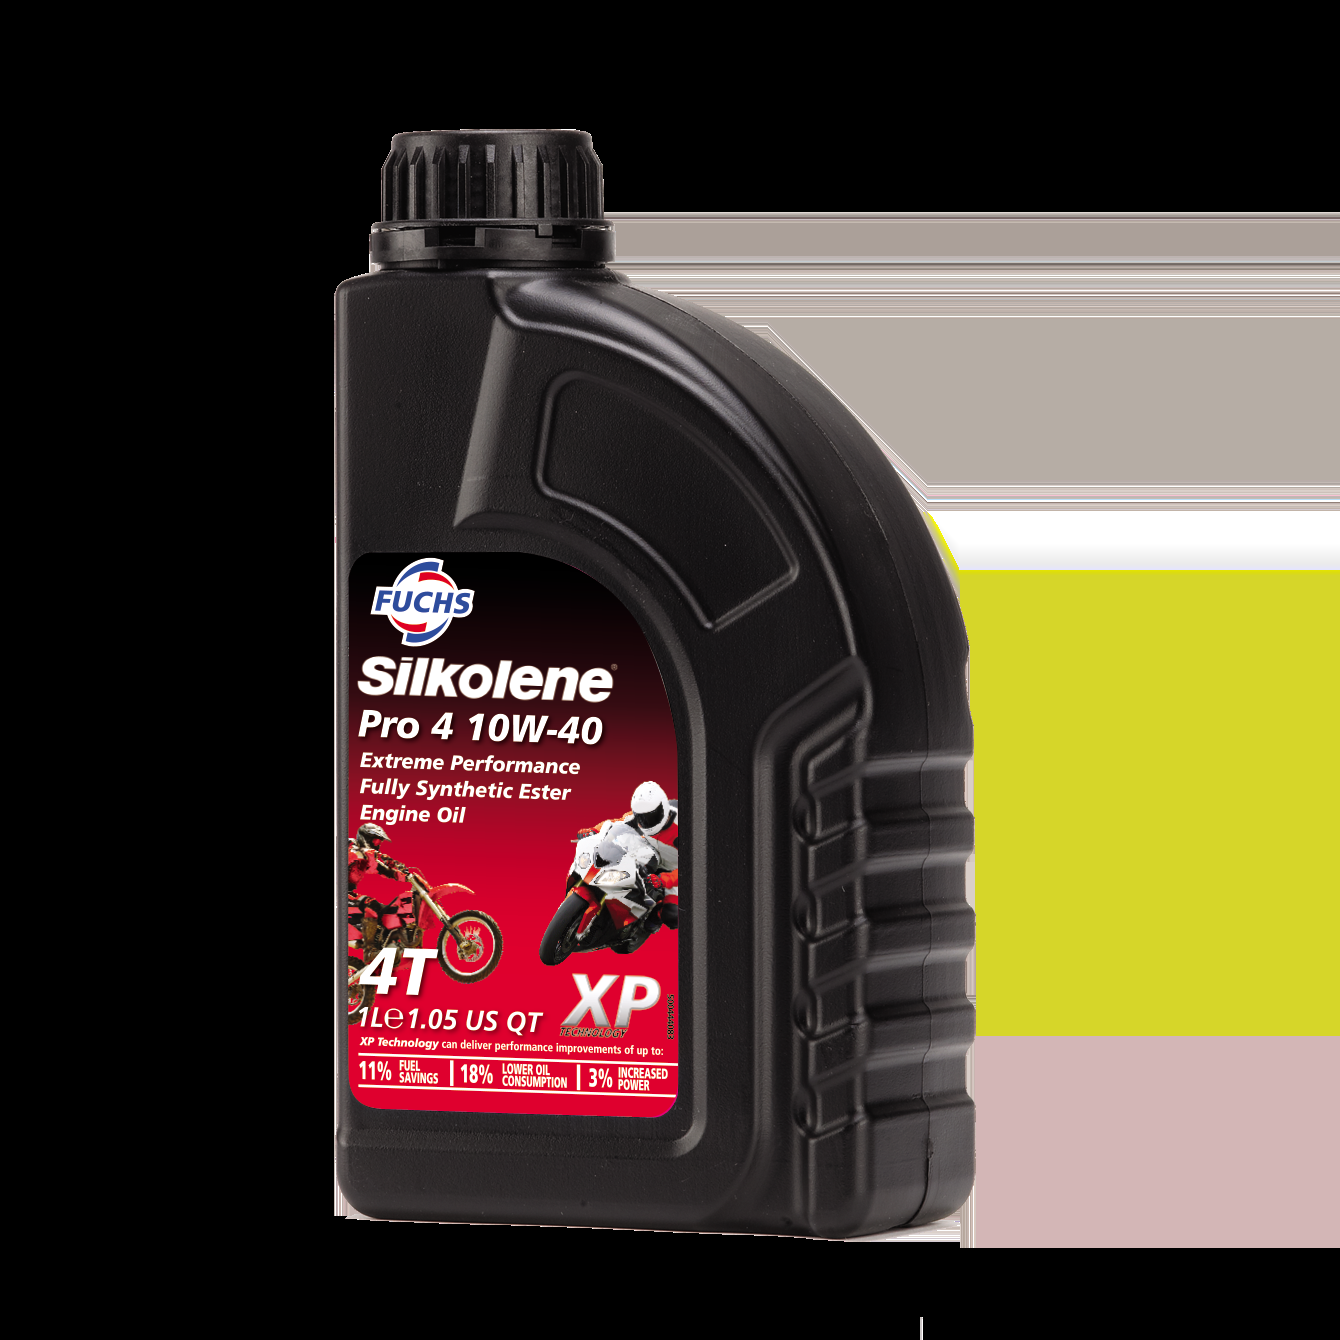 FUCHS
Silkolene®
Pro 4 10W-40
Extreme Performance
Fully Synthetic Ester
Engine Oil
4T
XP
TECHNOLOGY
1L℮1.05 US QT
XP Technology can deliver performance improvements of up to:
11% FUEL SAVINGS
18% LOWER OIL CONSUMPTION
3% INCREASED POWER